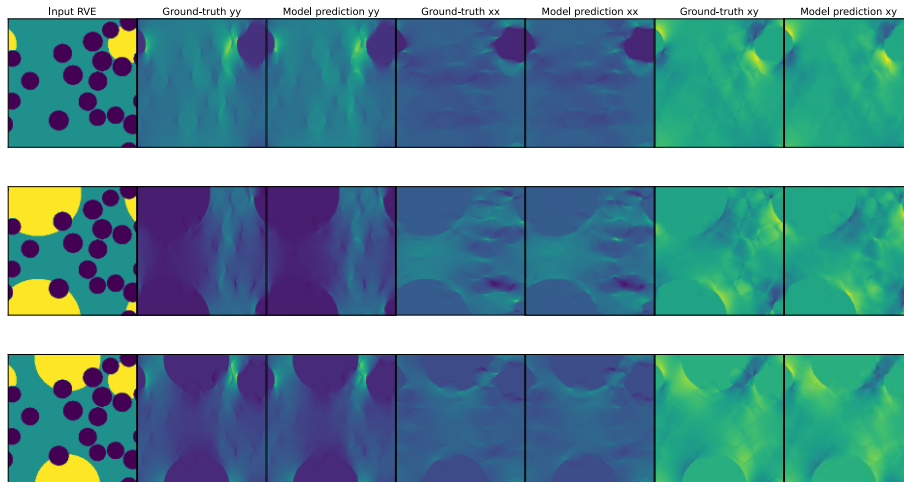 Input RVE
Ground-truth yy
Model prediction yy
Ground-truth xx
Model prediction xx
Ground-truth xy
Model prediction xy